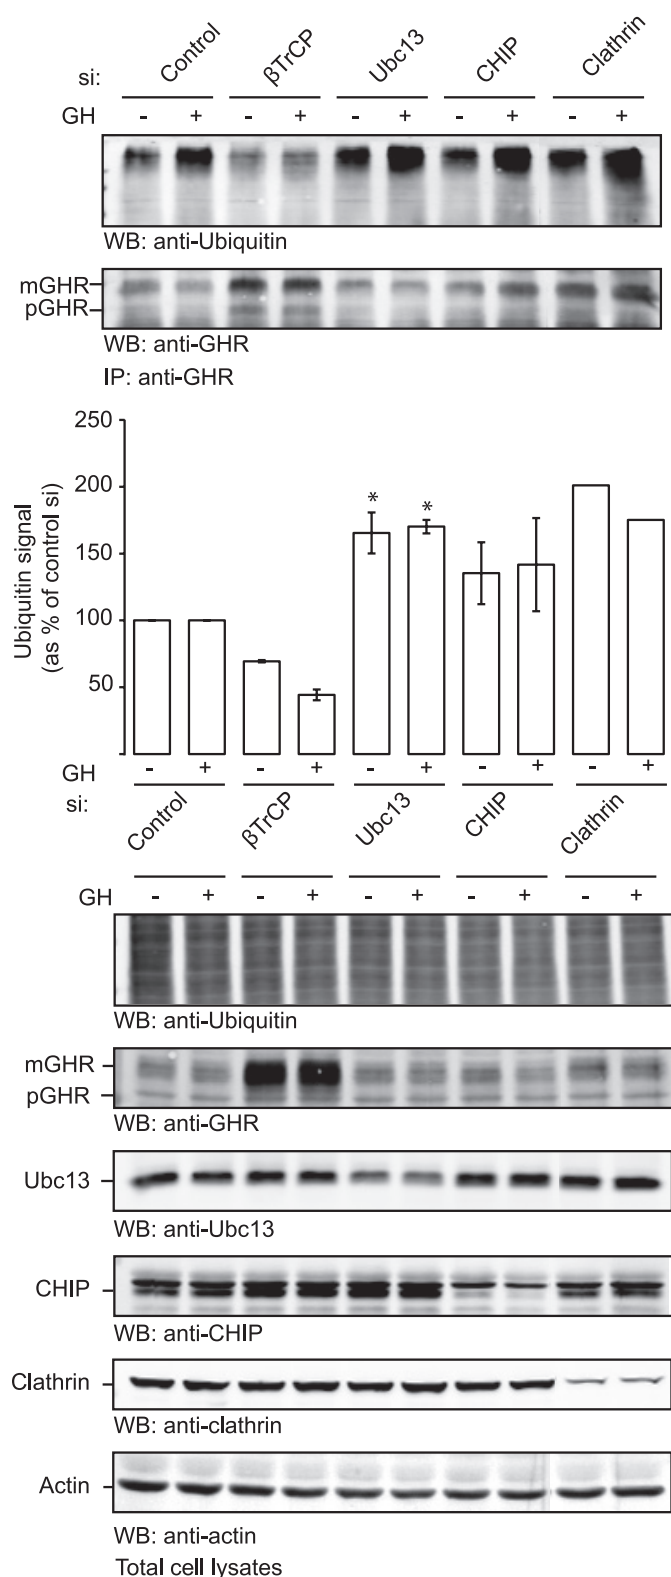 si: Control βTrCP Ubc13 CHIP Clathrin
GH - + - + - + - + - +
WB: anti-Ubiquitin
mGHR
pGHR
WB: anti-GHR
IP: anti-GHR
Ubiquitin signal
(as % of control si)
250
200
150
100
50
* *
GH - + - + - + - + - +
si: Control βTrCP Ubc13 CHIP Clathrin
GH - + - + - + - + - +
WB: anti-Ubiquitin
mGHR
pGHR
WB: anti-GHR
Ubc13
WB: anti-Ubc13
CHIP
WB: anti-CHIP
Clathrin
WB: anti-clathrin
Actin
WB: anti-actin
Total cell lysates